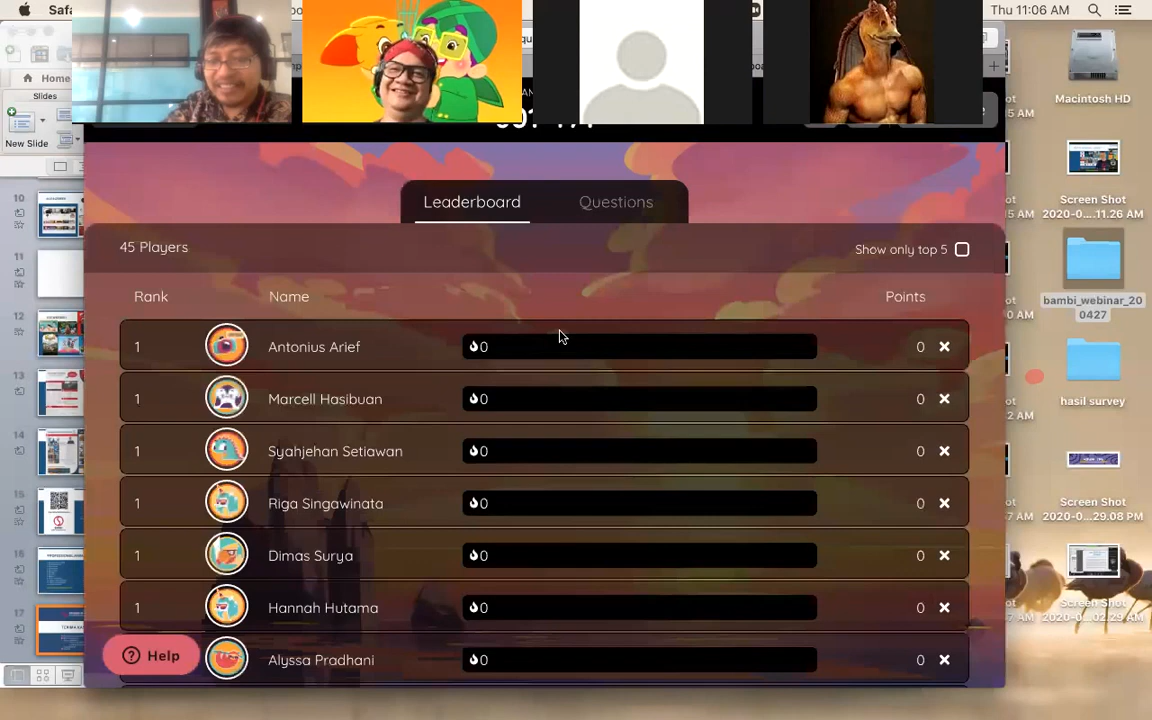 Safa
Thu 11:06 AM
Home
Slides
New Slide
Macintosh HD
Leaderboard
Questions
45 Players
Show only top 5
Rank
Name
Points
1
Antonius Arief
0
0
1
Marcell Hasibuan
0
0
1
Syahjehan Setiawan
0
0
1
Riga Singawinata
0
0
1
Dimas Surya
0
0
1
Hannah Hutama
0
0
Alyssa Pradhani
0
0
Help
10
11
12
13
14
15
16
17
Screen Shot
2020-0....11.26 AM
bambi_webinar_20
0427
hasil survey
Screen Shot
2020-0...29.08 PM
Screen Shot
2020-0....02.29 AM